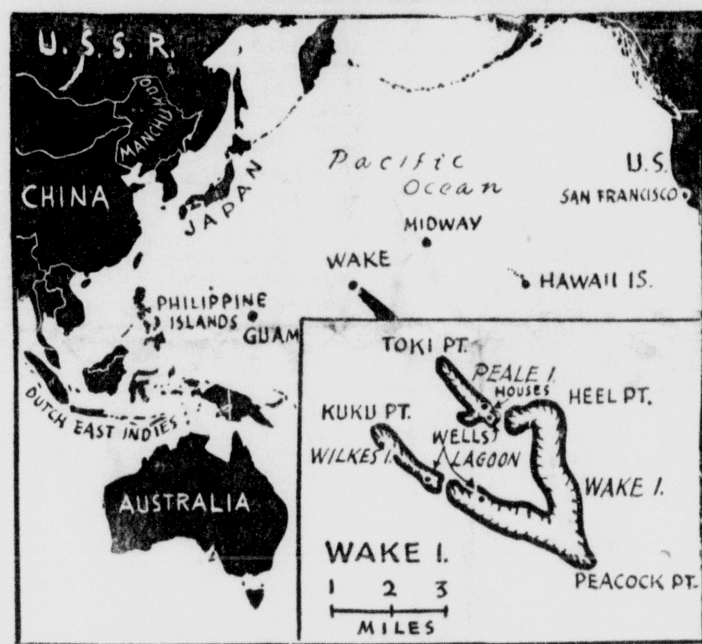 U. S. S. R.
MANCHUKUO
CHINA
JAPAN
Pacific
Ocean
U.S.
SAN FRANCISCO
MIDWAY
WAKE
HAWAII IS.
PHILIPPINE
ISLANDS
GUAM
DUTCH EAST INDIES
AUSTRALIA
TOKI PT.
PEALE I.
HOUSES
HEEL PT.
KUKU PT.
WELLS
WILKES I.
LAGOON
WAKE I.
PEACOCK PT.
WAKE I.
1 2 3
MILES